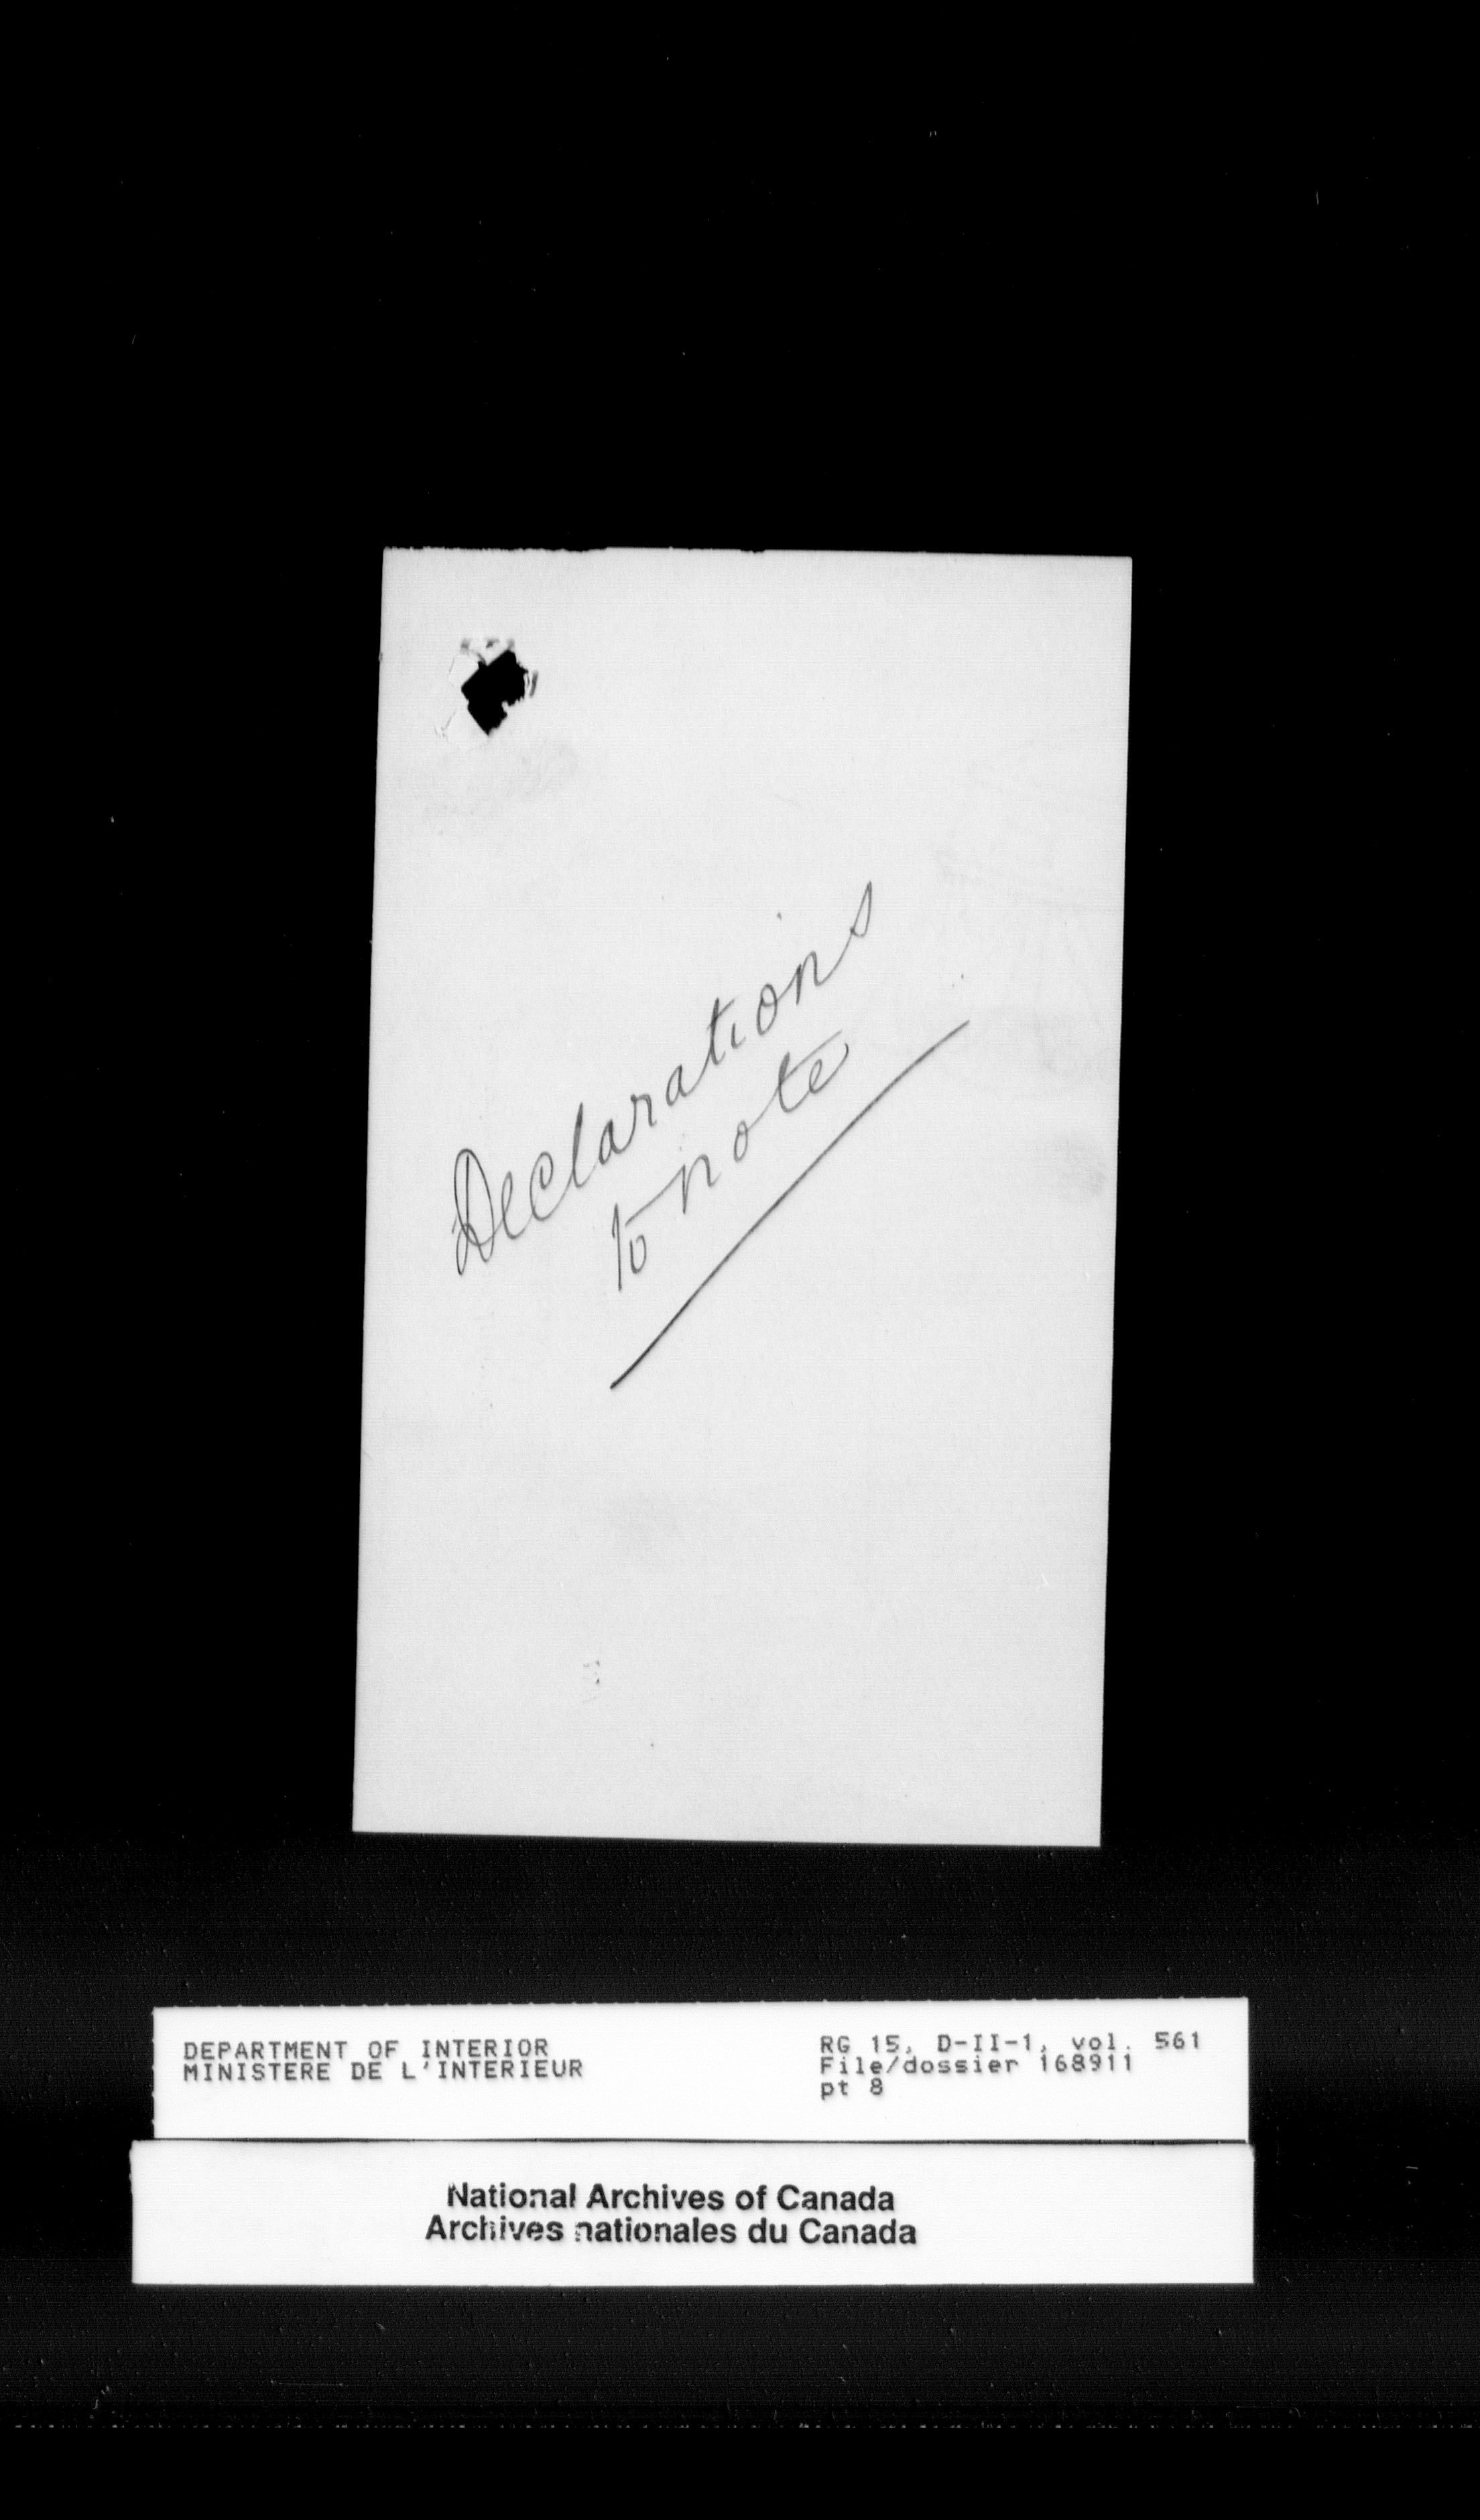 Declarations
to note
DEPARTMENT OF INTERIOR
MINISTERE DE L'INTERIEUR
RG 15, D-II-1, vol. 561
File/dossier 168911
pt 8
National Archives of Canada
Archives nationales du Canada